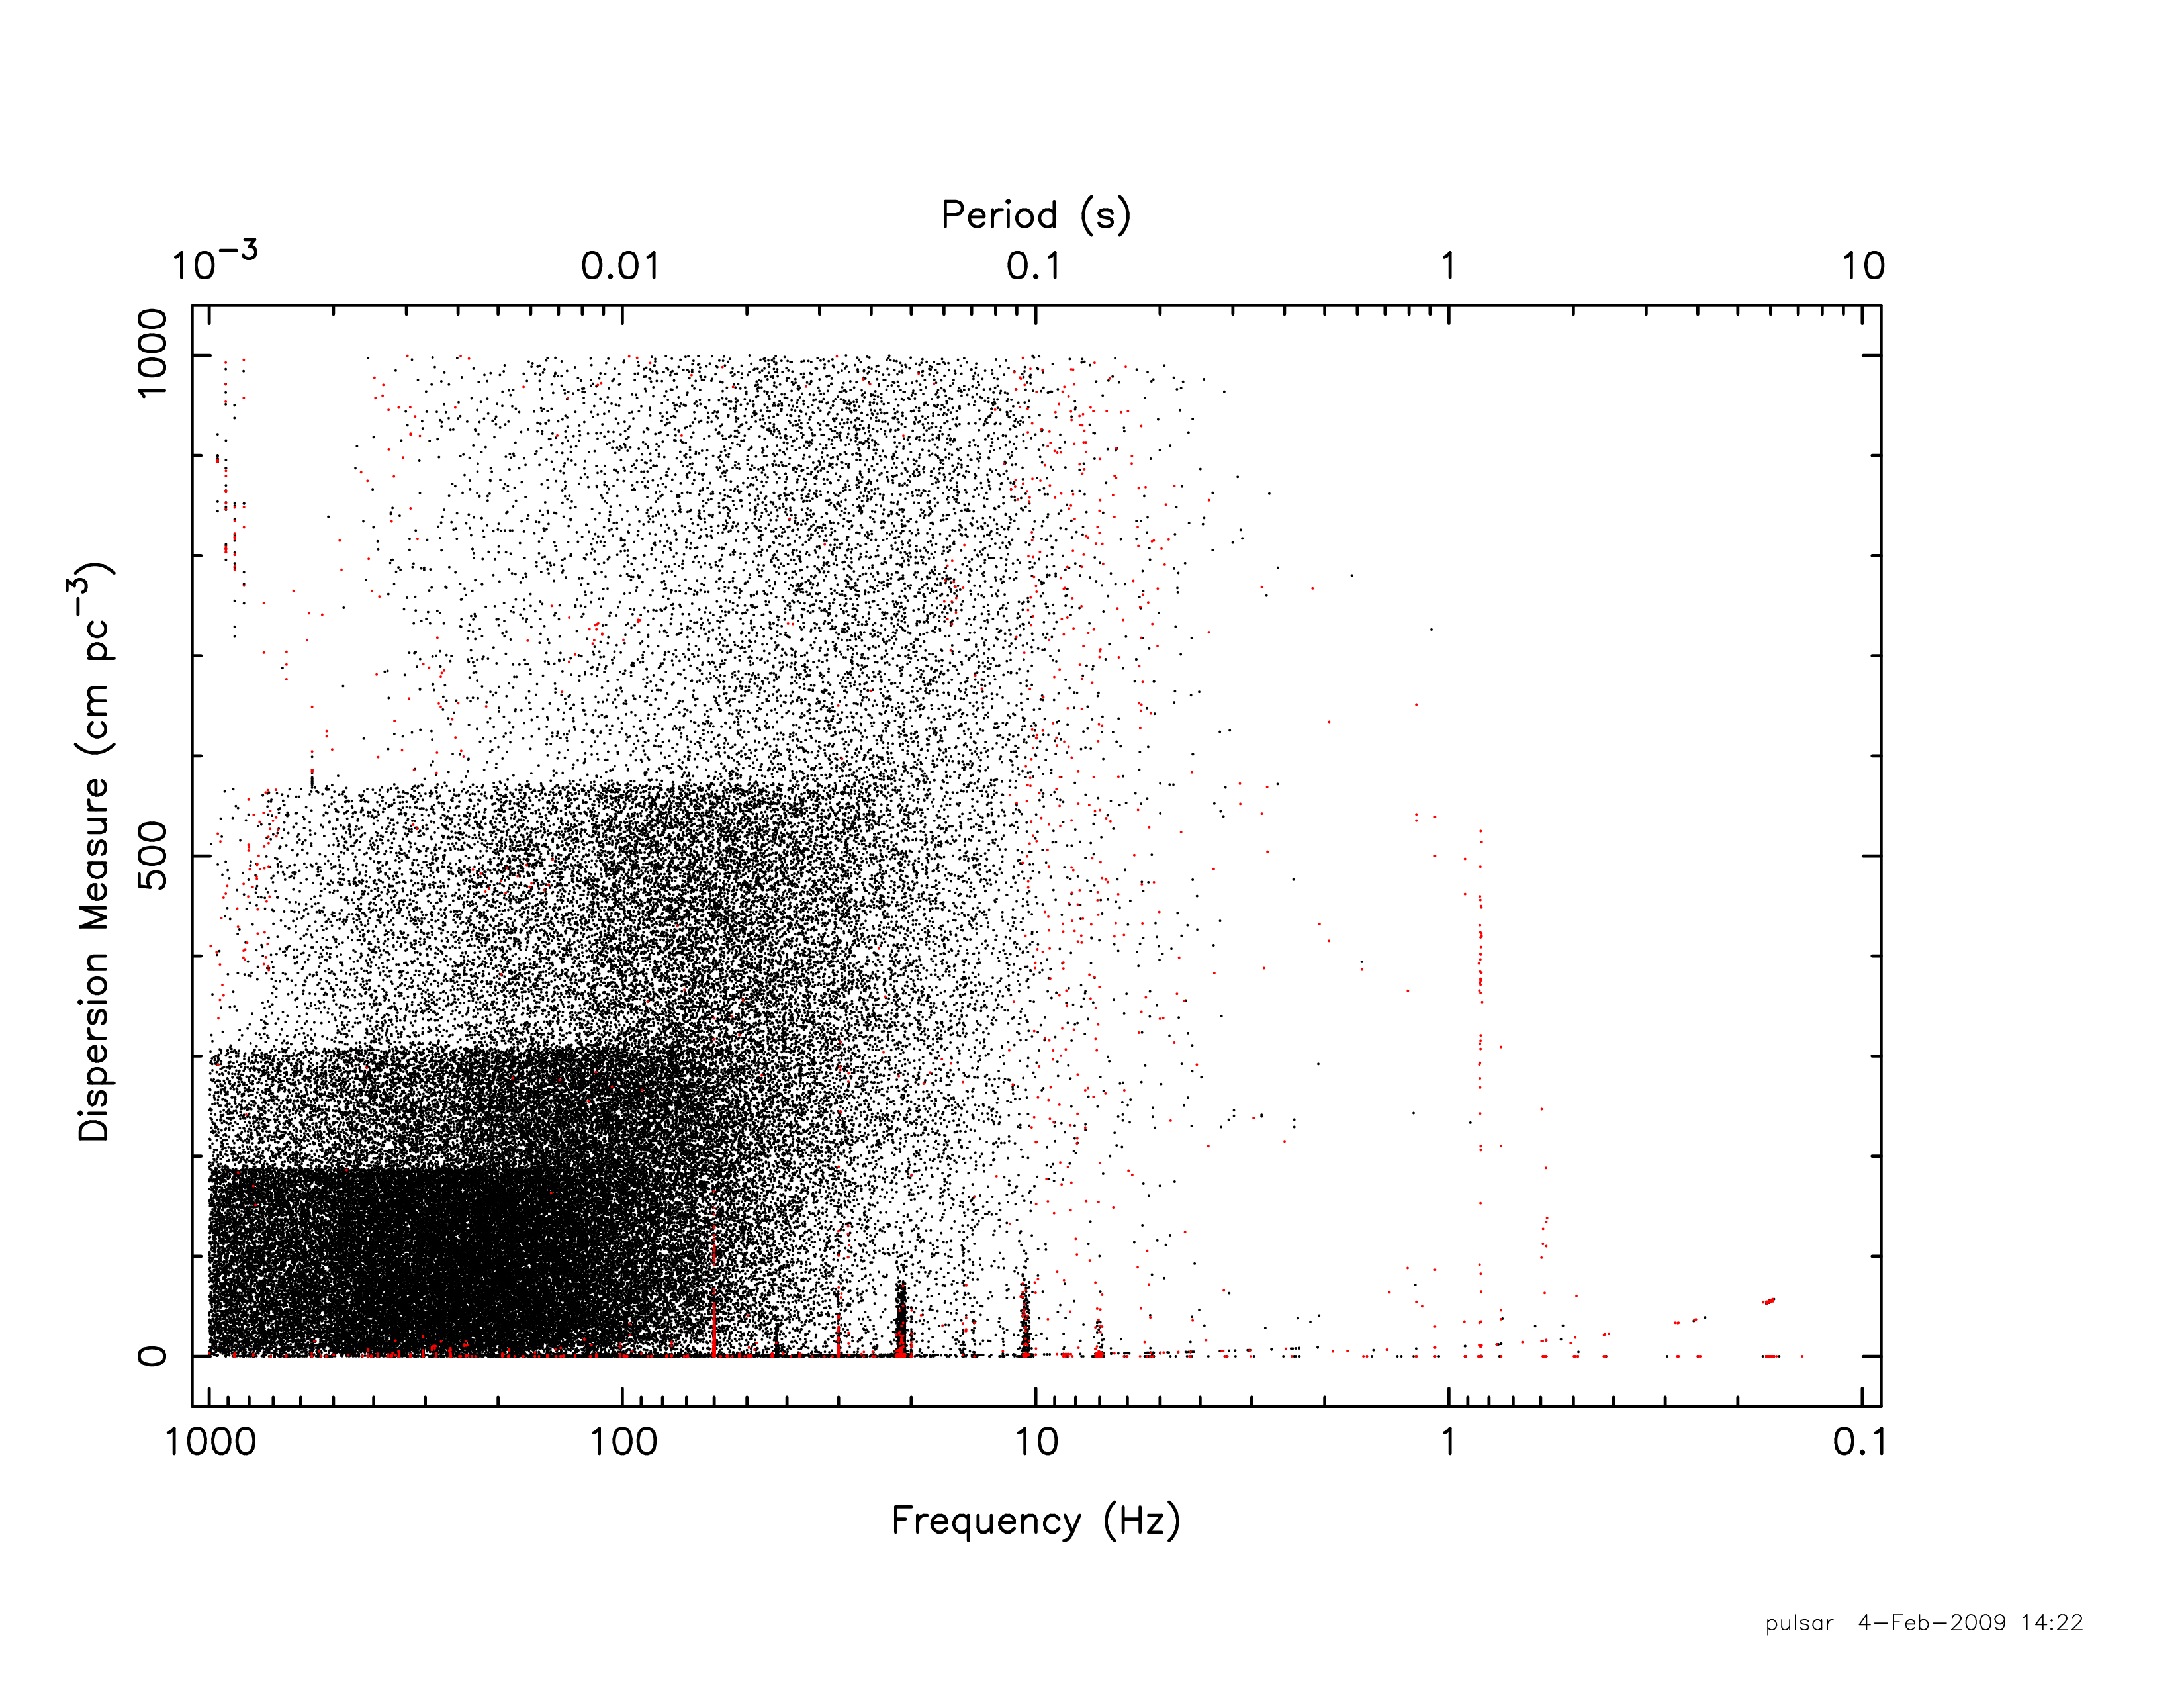 Period (s)
10⁻³ 0.01 0.1 1 10
Dispersion Measure (cm pc⁻³)
1000
500
0
1000 100 10 1 0.1
Frequency (Hz)
pulsar 4-Feb-2009 14:22